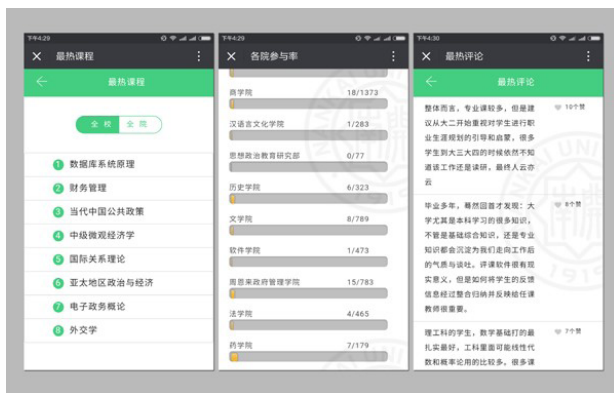 下午4:29
最热课程
最热课程
全校 全院
1 数据库系统原理
2 财务管理
3 当代中国公共政策
4 中级微观经济学
5 国际关系理论
6 亚太地区政治与经济
7 电子政务概论
8 外交学
下午4:29
各院参与率
商学院 18/1373
汉语言文化学院 1/283
思想政治教育研究部 0/77
历史学院 6/323
文学院 8/789
软件学院 1/473
周恩来政府管理学院 15/783
法学院 4/465
药学院 7/179
下午4:30
最热评论
最热评论
整体而言，专业课较多，但是建 10个赞
议从大二开始重视对学生进行职
业生涯规划的引导和启蒙，很多
学生到大三大四的时候依然不知
道该工作还是读研，最终人云亦
云
毕业多年，蓦然回首才发现：大 8个赞
学尤其是本科学习的很多知识，
不管是基础综合知识，还是专业
知识都会沉淀为我们走向工作后
的气质与谈吐。评课软件很有现
实意义，但是如何将学生的反馈
信息经过整合归纳并反映给任课
教师很重要。
理工科的学生，数学基础打的最 7个赞
扎实最好，工科里面可能线性代
数和概率论用的比较多，很多课
UNI
1919